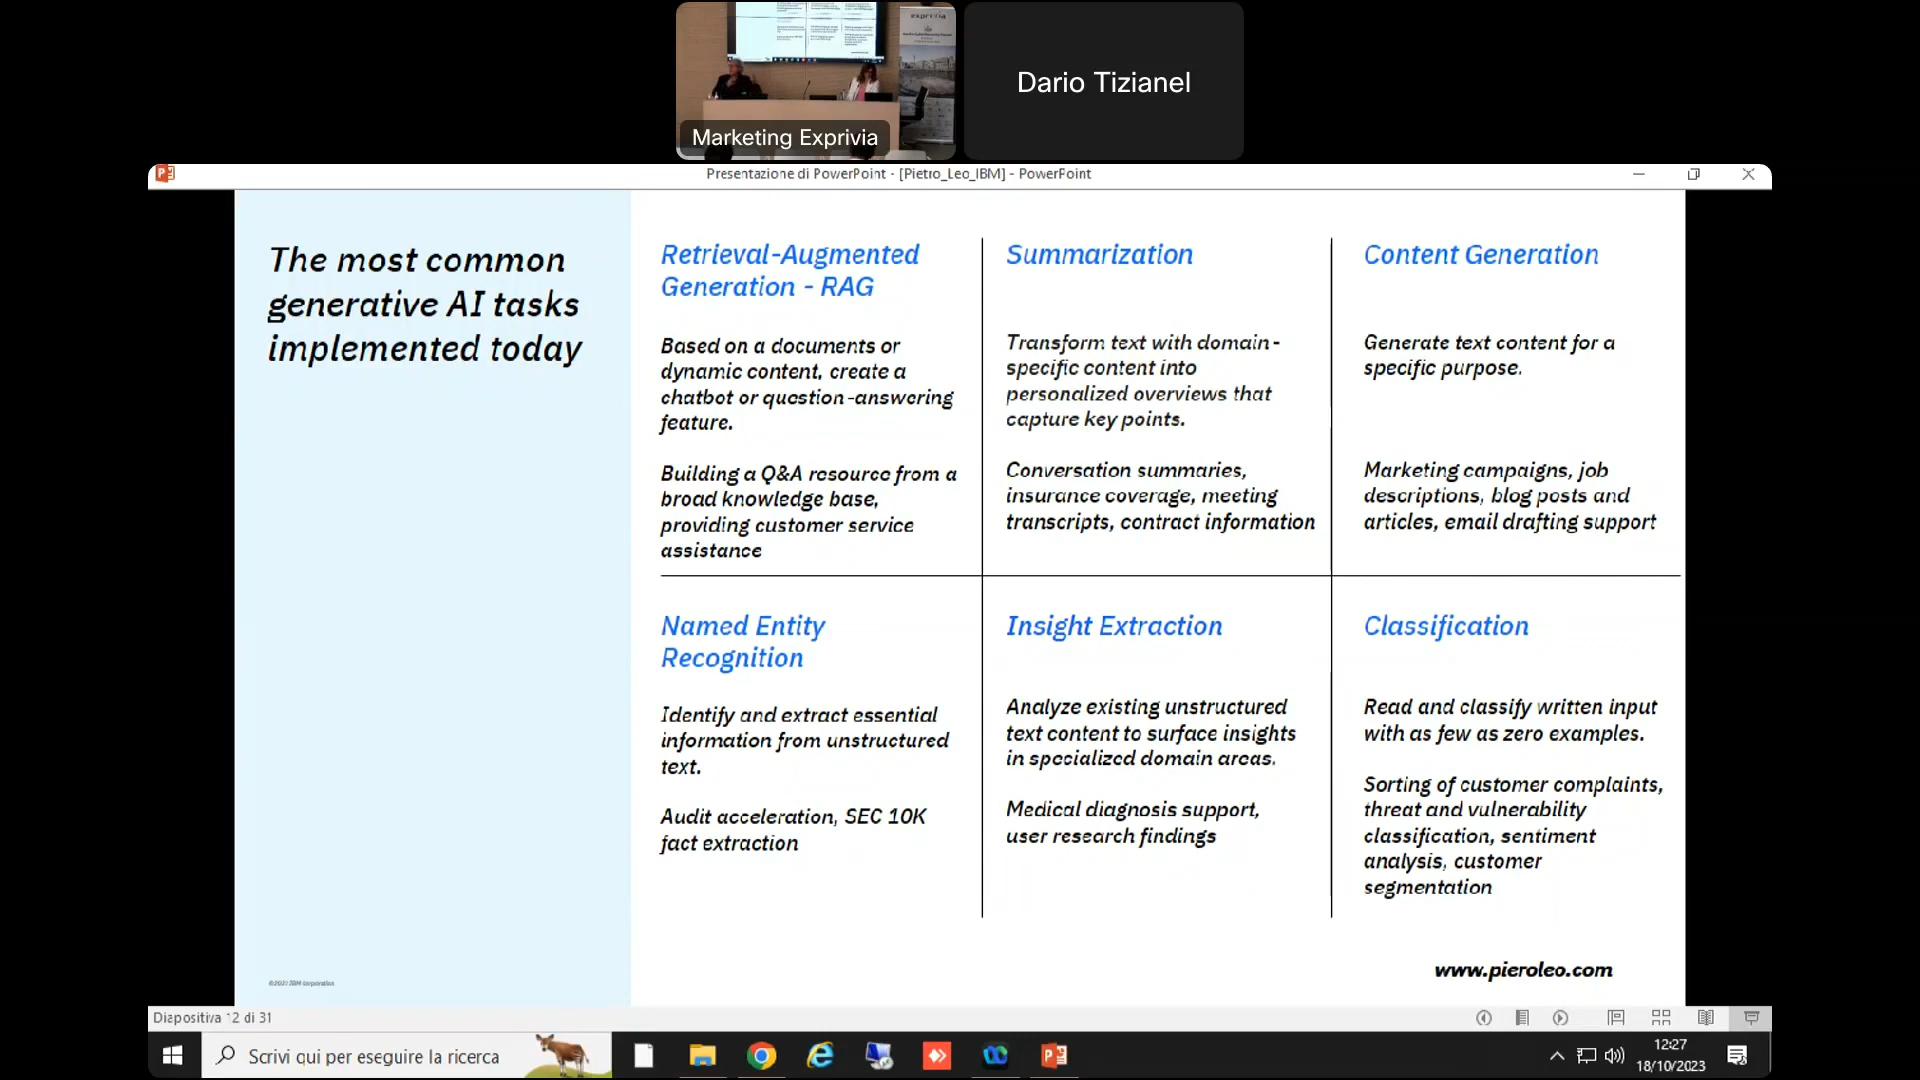 exprivia
Marketing Exprivia
Dario Tizianel
Presentazione di PowerPoint - [Pietro_Leo_IBM] - PowerPoint
The most common
generative AI tasks
implemented today
Retrieval-Augmented
Generation - RAG
Based on a documents or
dynamic content, create a
chatbot or question-answering
feature.
Building a Q&A resource from a
broad knowledge base,
providing customer service
assistance
Summarization
Transform text with domain-
specific content into
personalized overviews that
capture key points.
Conversation summaries,
insurance coverage, meeting
transcripts, contract information
Content Generation
Generate text content for a
specific purpose.
Marketing campaigns, job
descriptions, blog posts and
articles, email drafting support
Named Entity
Recognition
Identify and extract essential
information from unstructured
text.
Audit acceleration, SEC 10K
fact extraction
Insight Extraction
Analyze existing unstructured
text content to surface insights
in specialized domain areas.
Medical diagnosis support,
user research findings
Classification
Read and classify written input
with as few as zero examples.
Sorting of customer complaints,
threat and vulnerability
classification, sentiment
analysis, customer
segmentation
IBM Corporation
www.pieroleo.com
Diapositiva 12 di 31
Scrivi qui per eseguire la ricerca
12:27
18/10/2023